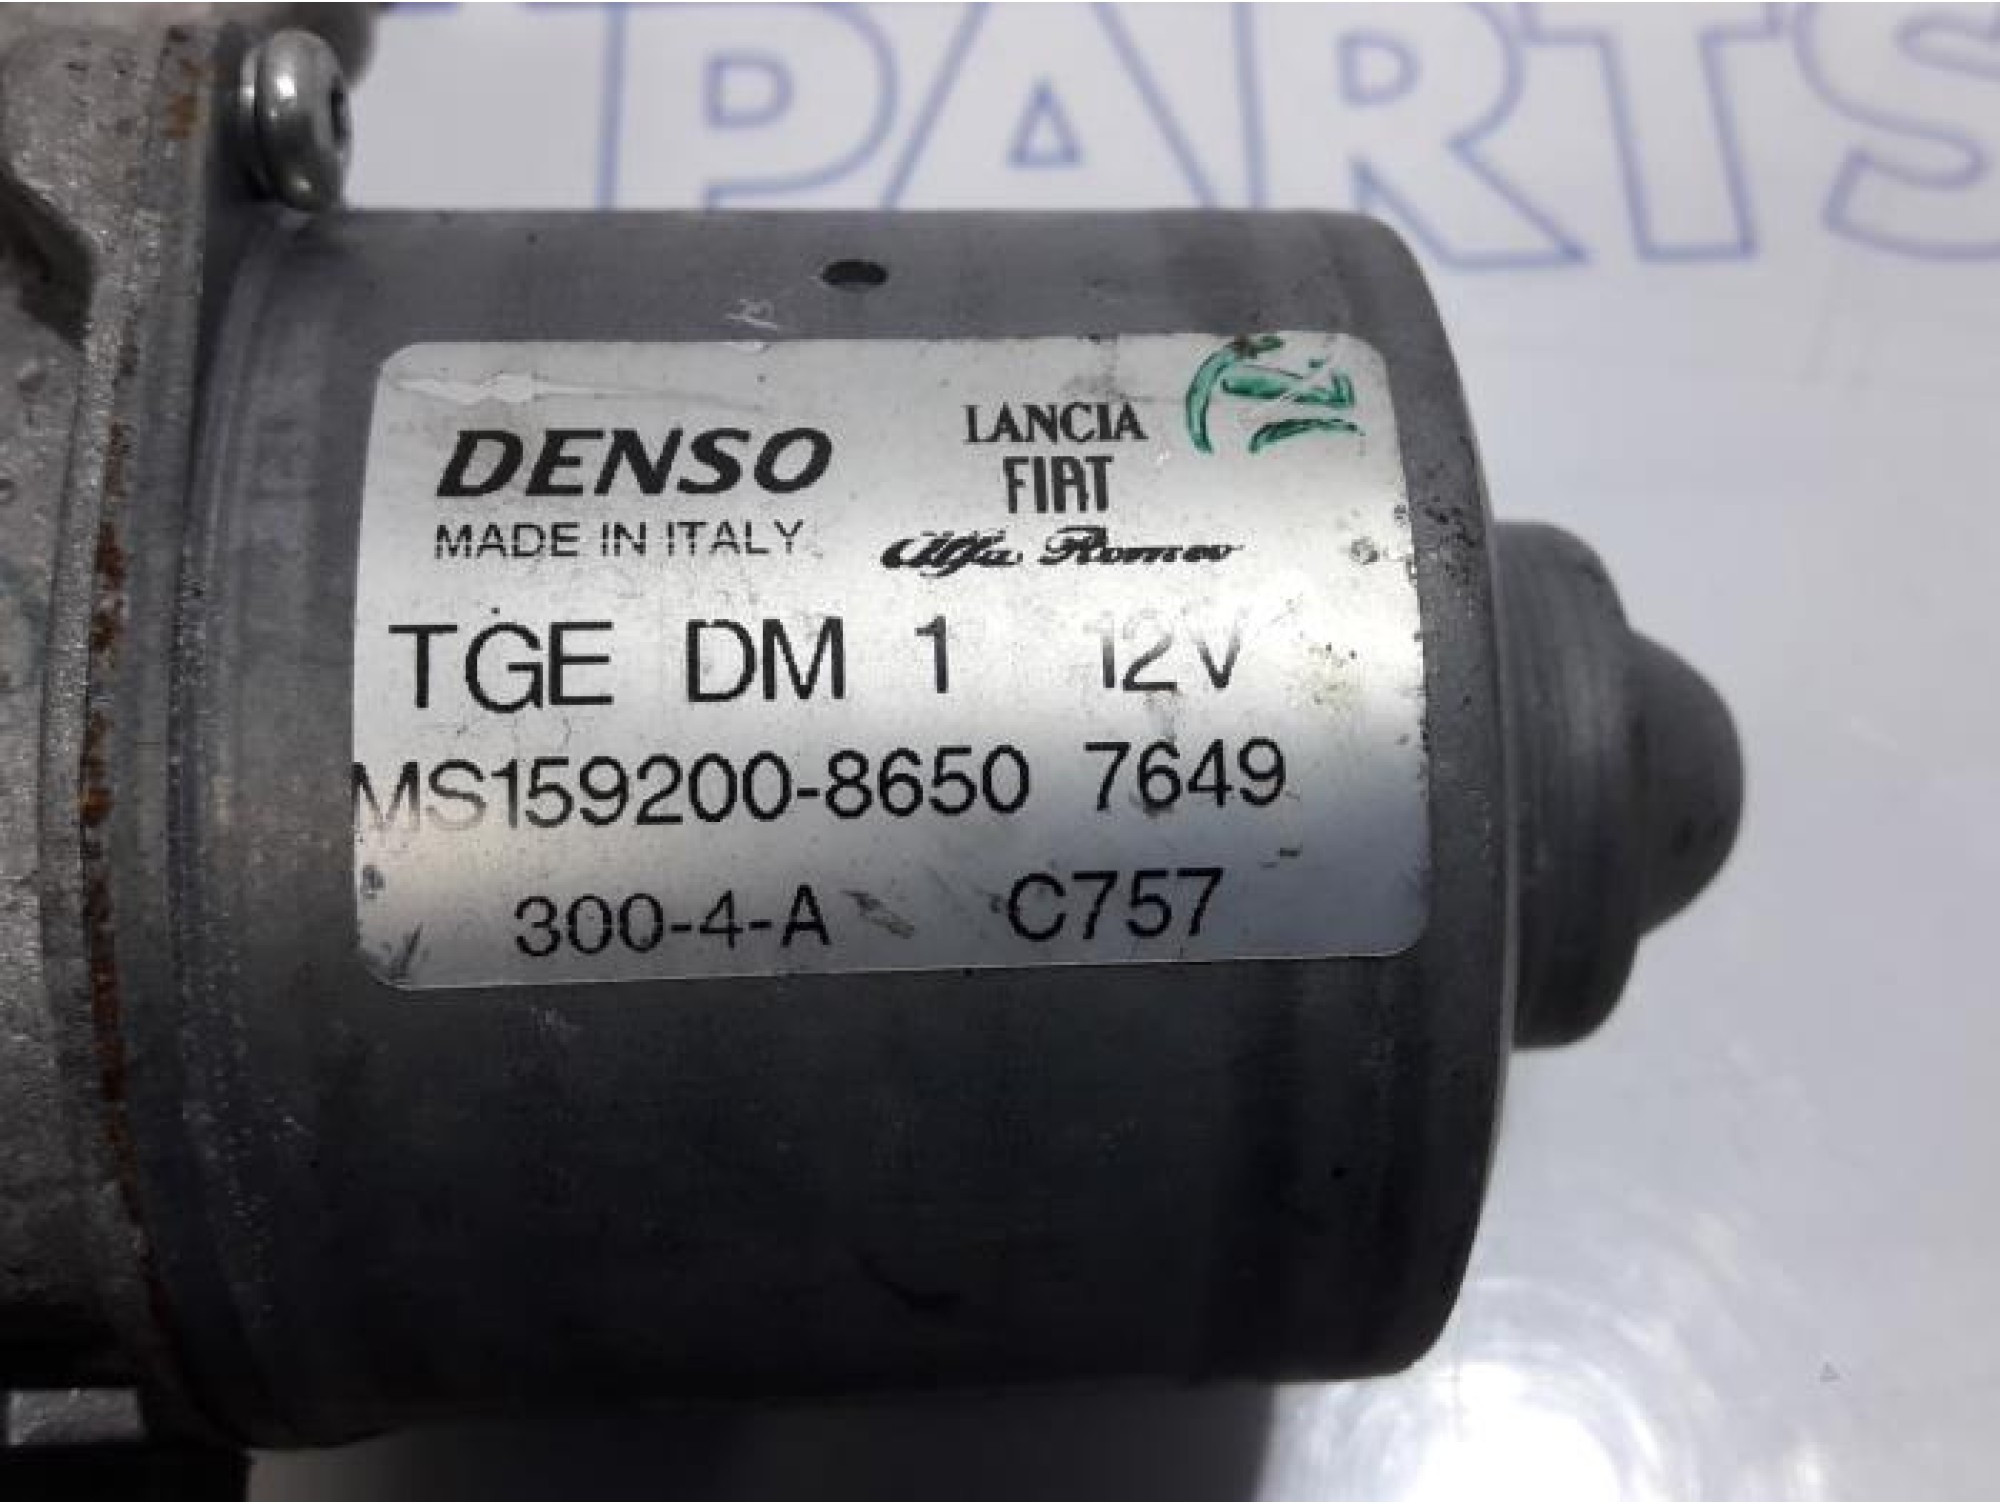 PARTS
DENSO
MADE IN ITALY
LANCIA
FIAT
Alfa Romeo
TGE DM 1 12V
MS159200-8650 7649
300-4-A C757